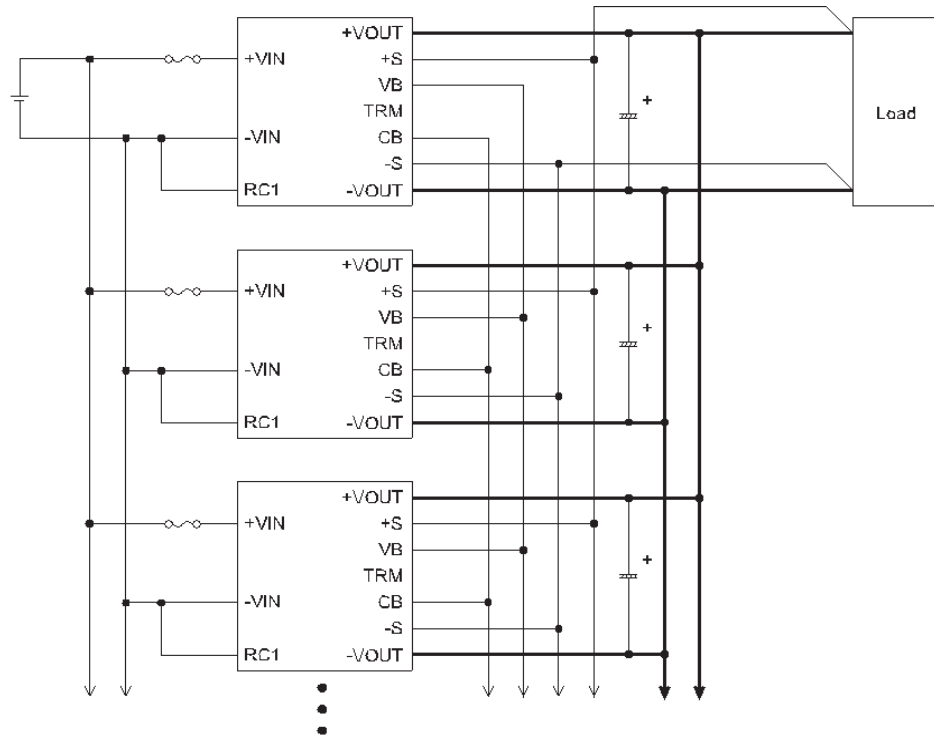 +VOUT
+VIN
+S
VB
TRM
-VIN
CB
-S
RC1
-VOUT
+
Load
+VOUT
+VIN
+S
VB
TRM
-VIN
CB
-S
RC1
-VOUT
+
+VOUT
+VIN
+S
VB
TRM
-VIN
CB
-S
RC1
-VOUT
+